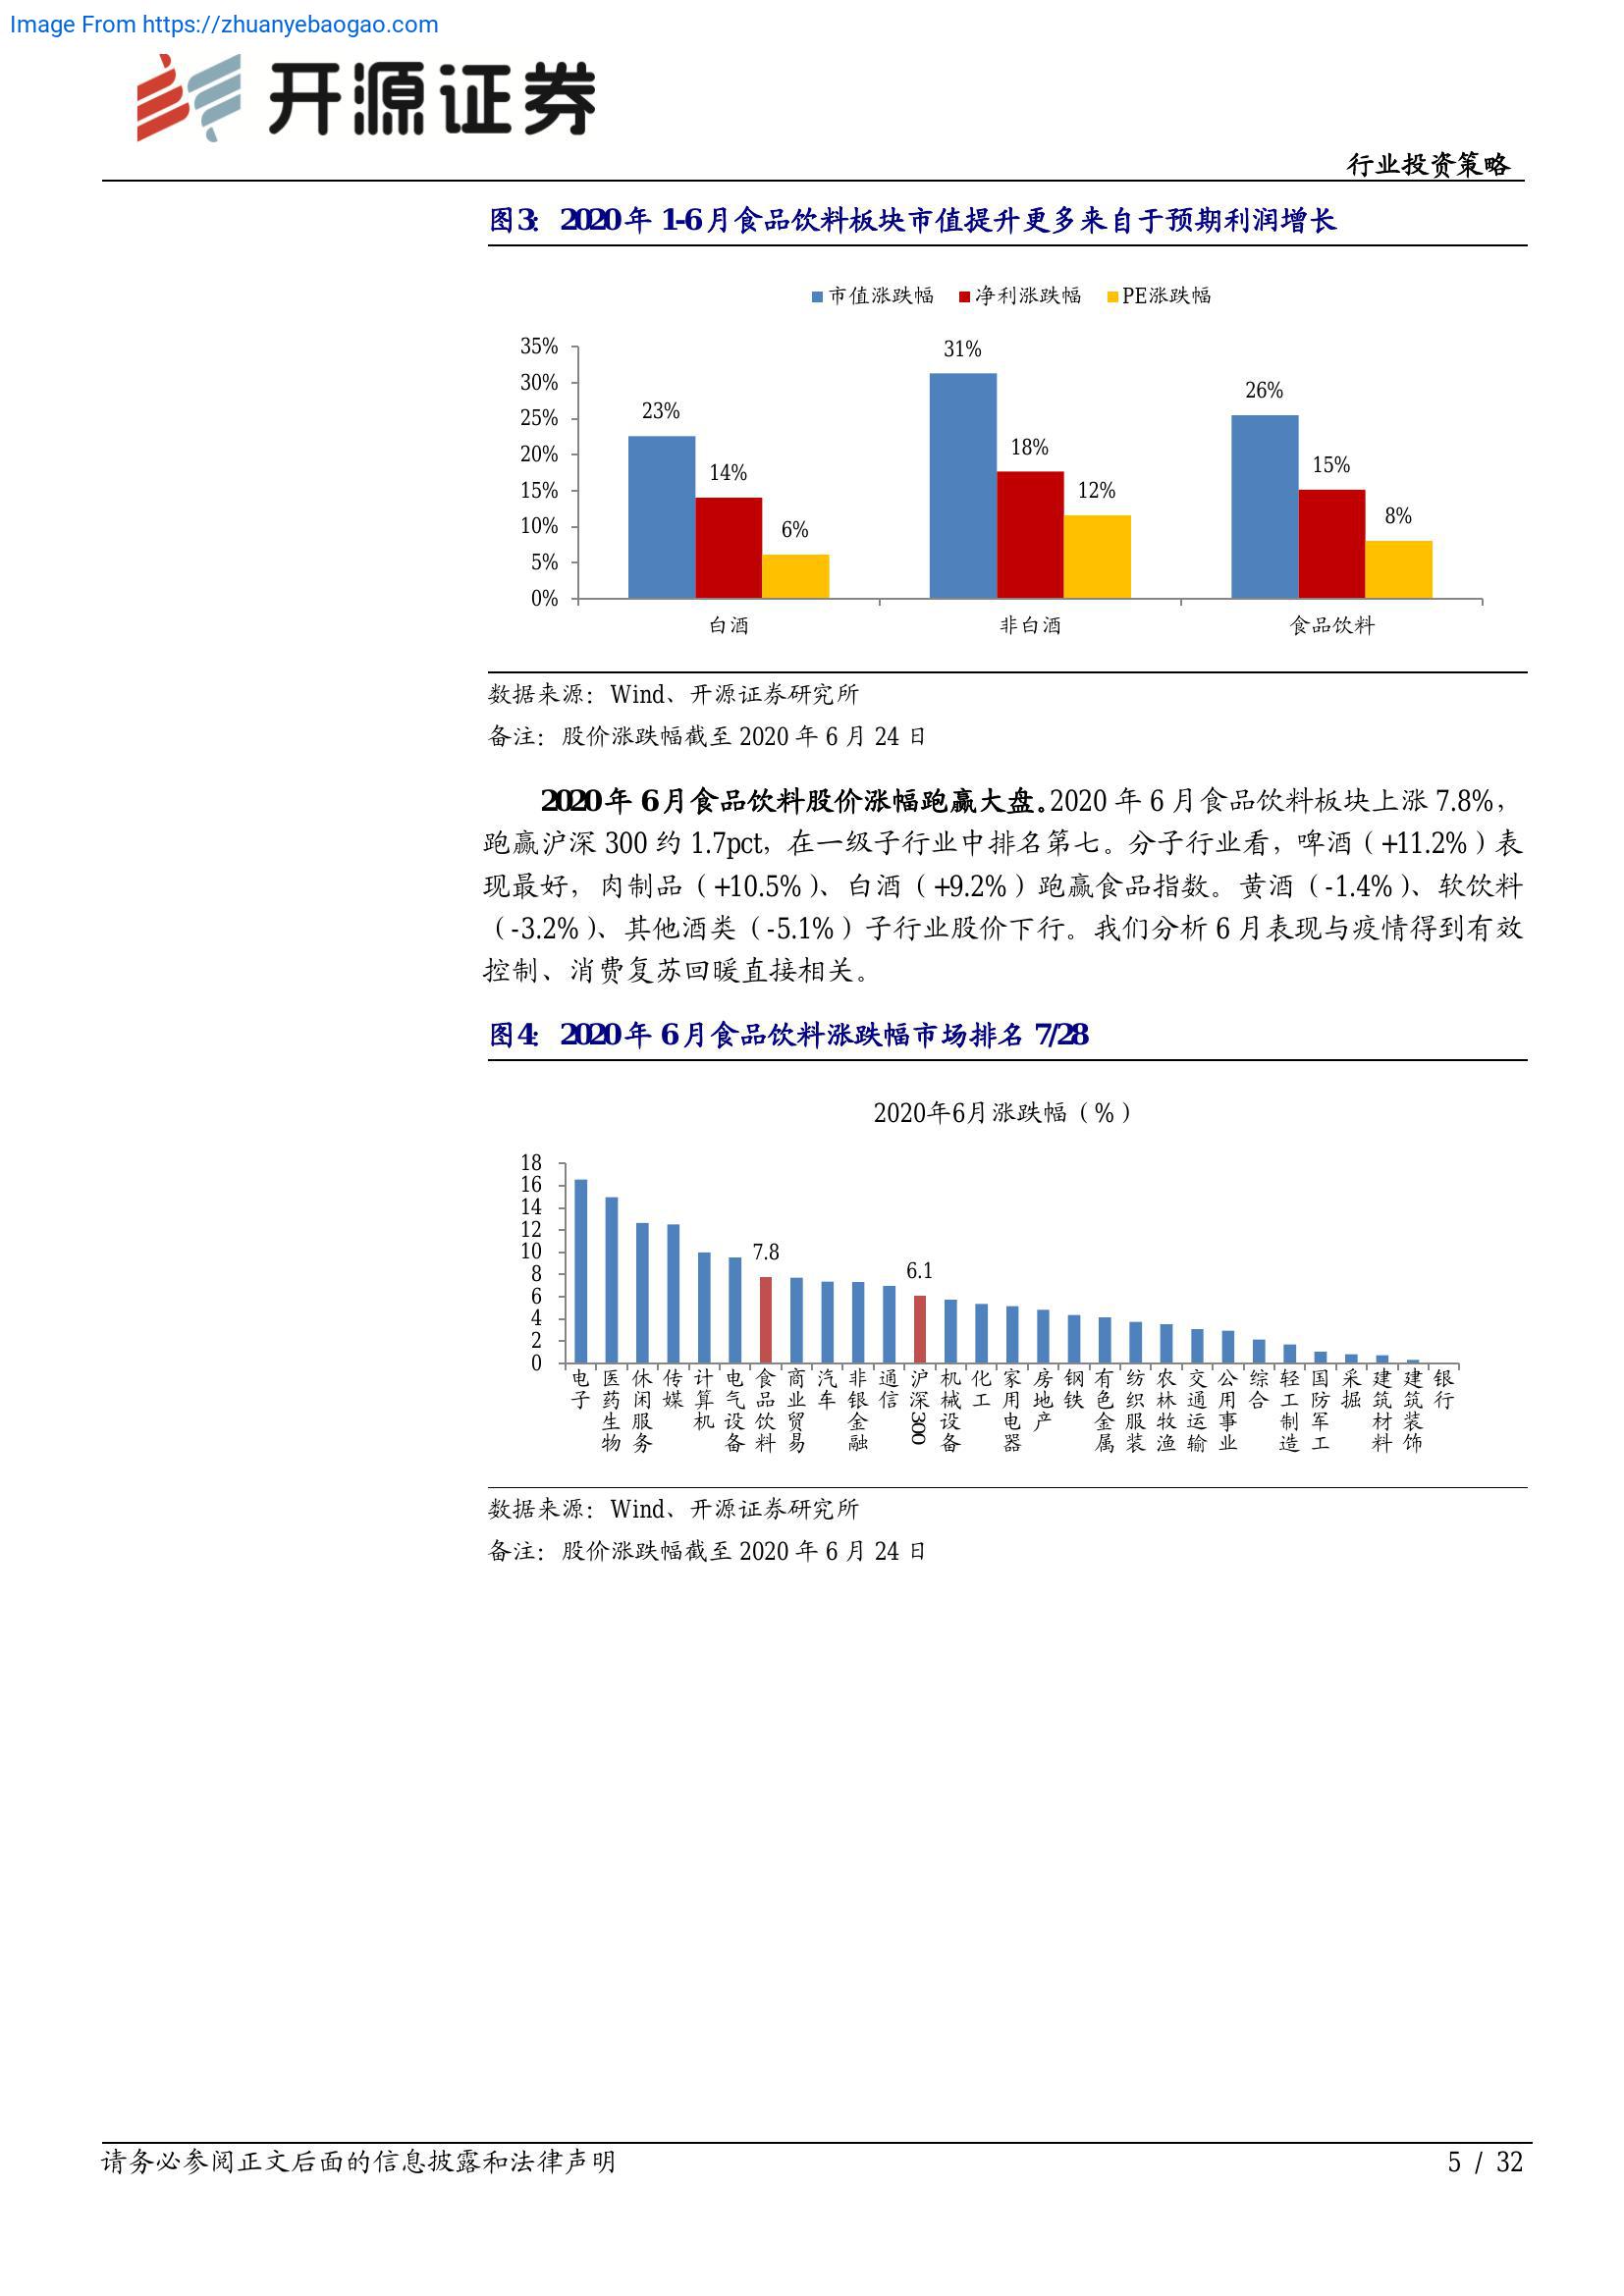 Image From https://zhuanyebaogao.com
开源证券
行业投资策略
图3： 2020年 1-6月食品饮料板块市值提升更多来自于预期利润增长
市值涨跌幅 净利涨跌幅 PE涨跌幅
35%
30%
25%
20%
15%
10%
5%
0%
23%
14%
6%
31%
18%
12%
26%
15%
8%
白酒 非白酒 食品饮料
数据来源：Wind、开源证券研究所
备注：股价涨跌幅截至 2020 年 6 月 24 日
2020年 6月食品饮料股价涨幅跑赢大盘。2020 年 6 月食品饮料板块上涨 7.8%，
跑赢沪深 300 约 1.7pct，在一级子行业中排名第七。分子行业看，啤酒（+11.2%）表
现最好，肉制品（+10.5%）、白酒（+9.2%）跑赢食品指数。黄酒（-1.4%）、软饮料
（-3.2%）、其他酒类（-5.1%）子行业股价下行。我们分析 6 月表现与疫情得到有效
控制、消费复苏回暖直接相关。
图4： 2020年 6月食品饮料涨跌幅市场排名 7/28
2020年6月涨跌幅（%）
18
16
14
12
10
8
6
4
2
0
7.8
6.1
电子
医药生物
休闲服务
传媒
计算机
电气设备
食品饮料
商业贸易
汽车
非银金融
通信
沪深300
机械设备
化工
家用电器
房地产
钢铁
有色金属
纺织服装
农林牧渔
交通运输
公用事业
综合
轻工制造
国防军工
采掘
建筑材料
建筑装饰
银行
数据来源：Wind、开源证券研究所
备注：股价涨跌幅截至 2020 年 6 月 24 日
请务必参阅正文后面的信息披露和法律声明
5 / 32